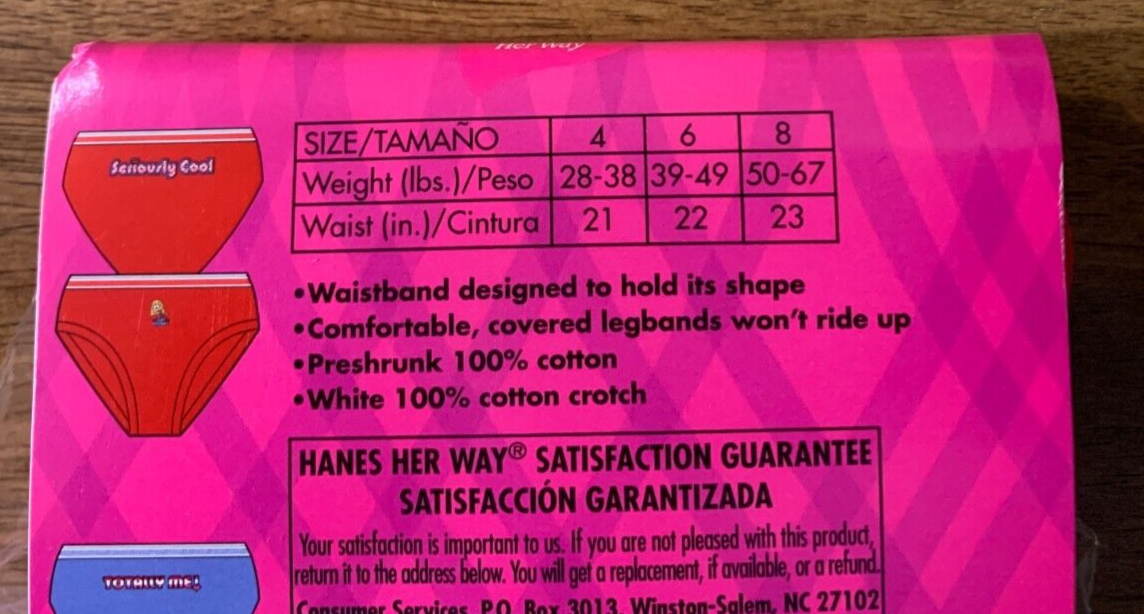 Her Way
SIZE/TAMAÑO 4 6 8
Weight (lbs.)/Peso 28-38 39-49 50-67
Waist (in.)/Cintura 21 22 23
Seriously Cool
•Waistband designed to hold its shape
•Comfortable, covered legbands won't ride up
•Preshrunk 100% cotton
•White 100% cotton crotch
HANES HER WAY® SATISFACTION GUARANTEE
SATISFACCIÓN GARANTIZADA
Your satisfaction is important to us. If you are not pleased with this product,
return it to the address below. You will get a replacement, if available, or a refund.
Consumer Services, P.O. Box 3013, Winston-Salem, NC 27102
TOTALLY ME!